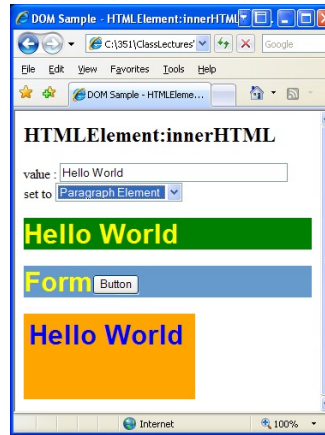 DOM Sample - HTMLElement:innerHTML
C:\351\ClassLectures'
Google
File Edit View Favorites Tools Help
DOM Sample - HTMLEleme...
HTMLElement:innerHTML
value : Hello World
set to Paragraph Element
Hello World
Form Button
Hello World
Internet 100%